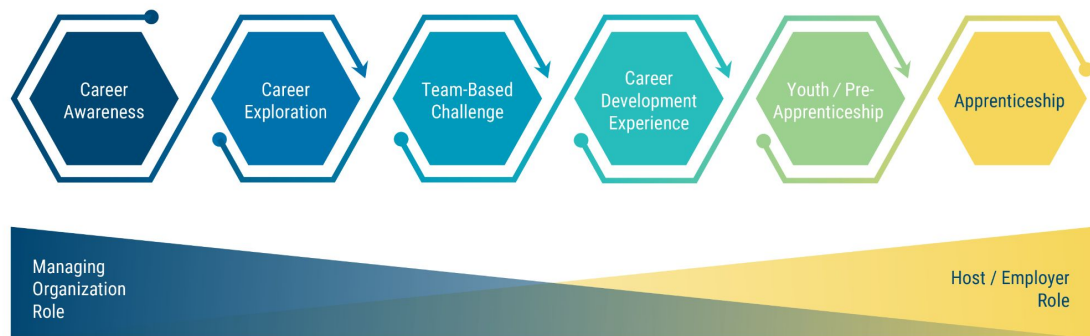 Career
Awareness
Career
Exploration
Team-Based
Challenge
Career
Development
Experience
Youth / Pre-
Apprenticeship
Apprenticeship
Managing
Organization
Role
Host / Employer
Role